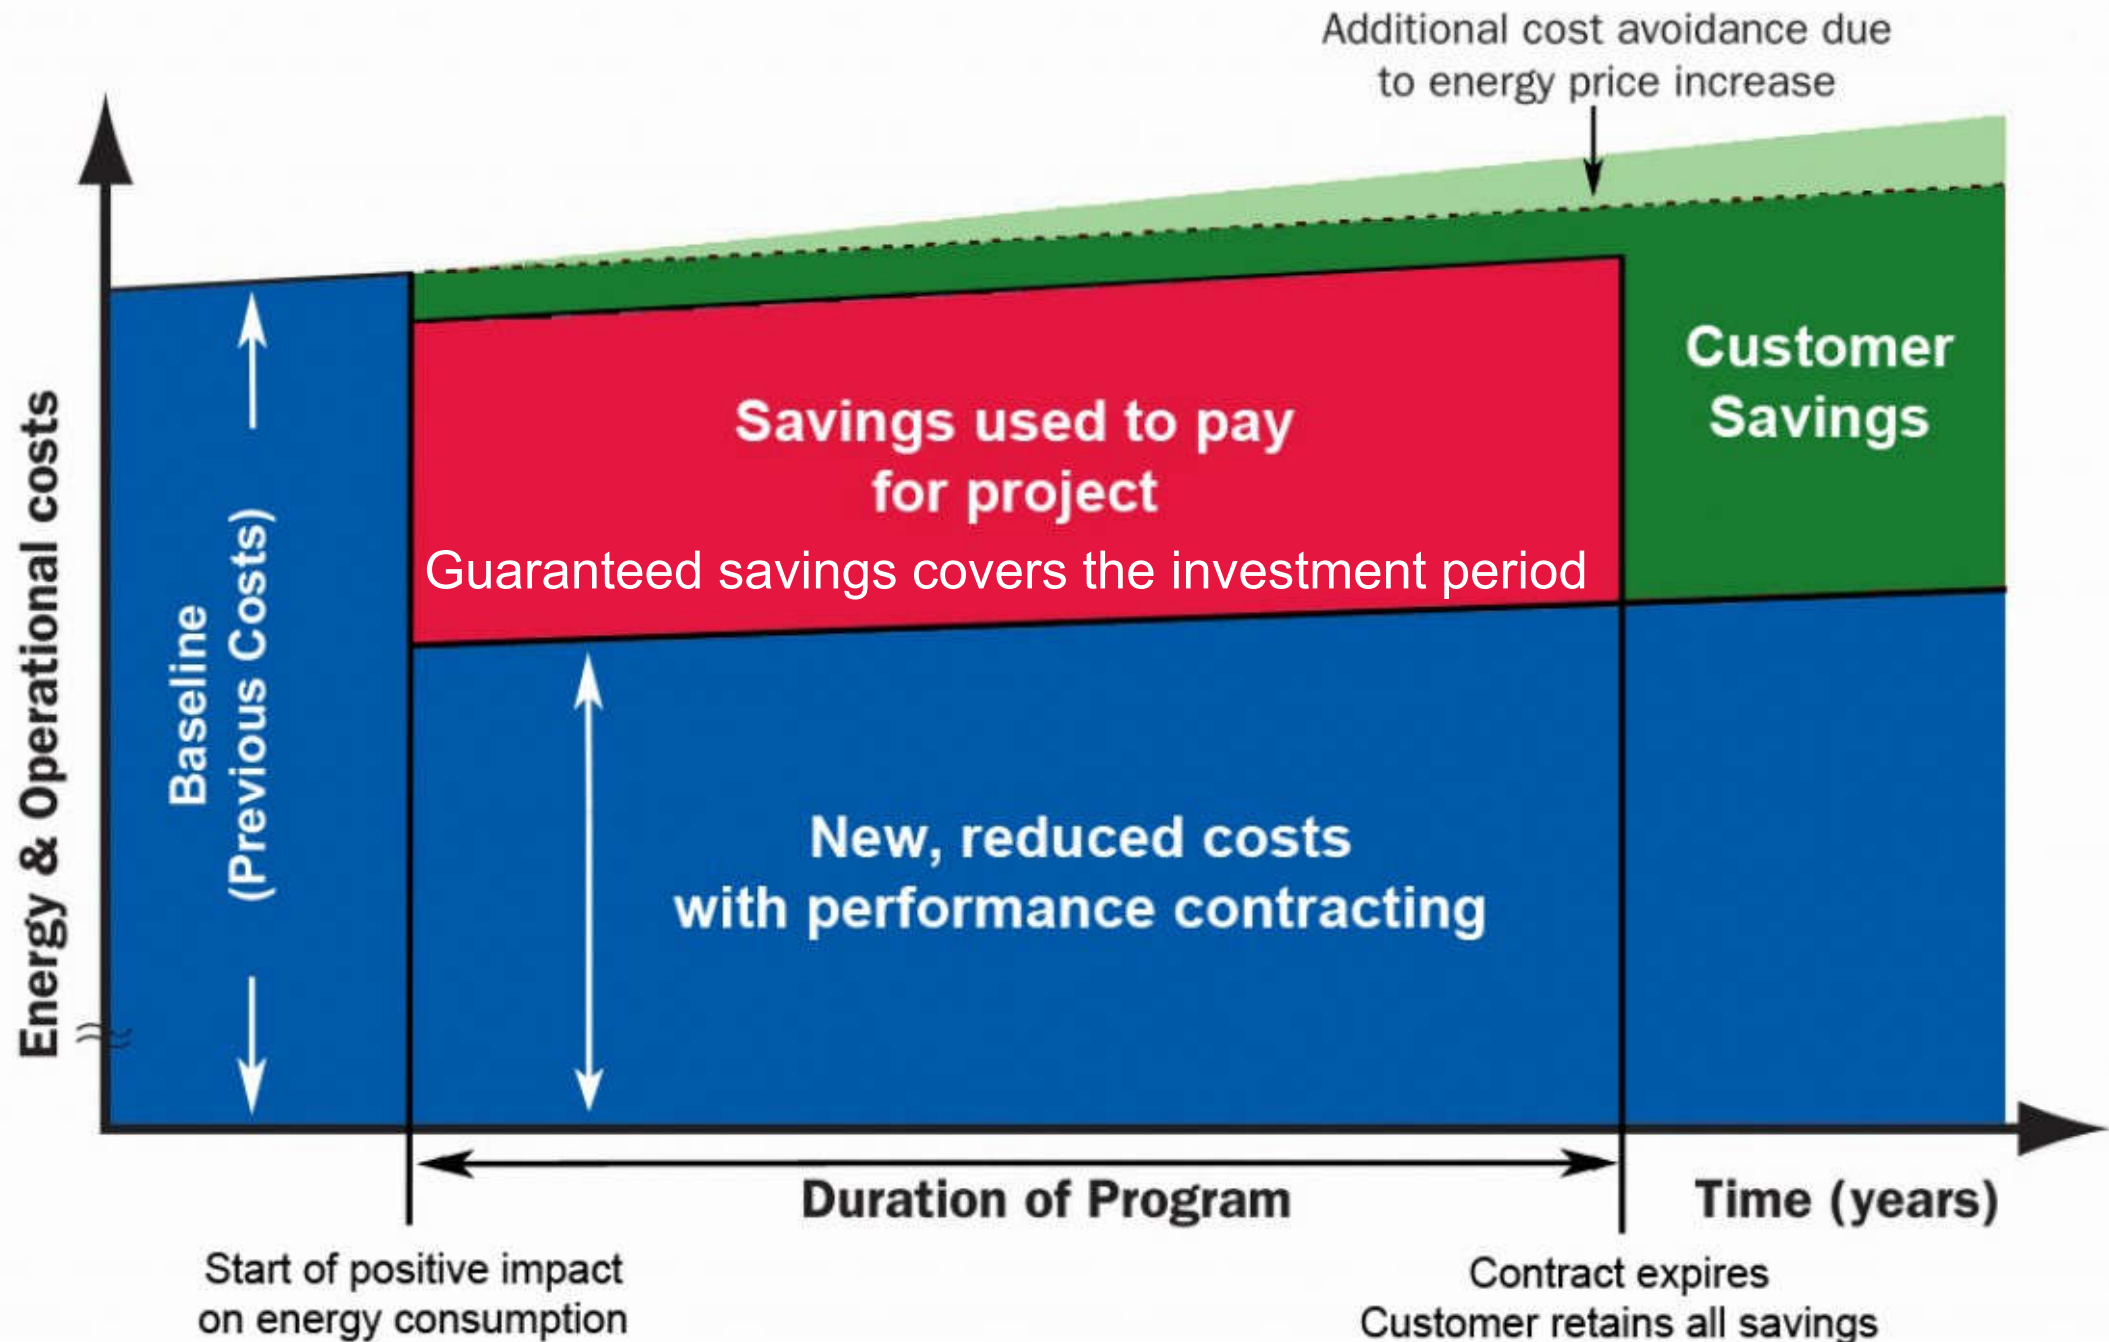 Additional cost avoidance due
to energy price increase
Energy & Operational costs
Baseline
(Previous Costs)
Savings used to pay
for project
Guaranteed savings covers the investment period
Customer
Savings
New, reduced costs
with performance contracting
Duration of Program
Time (years)
Start of positive impact
on energy consumption
Contract expires
Customer retains all savings